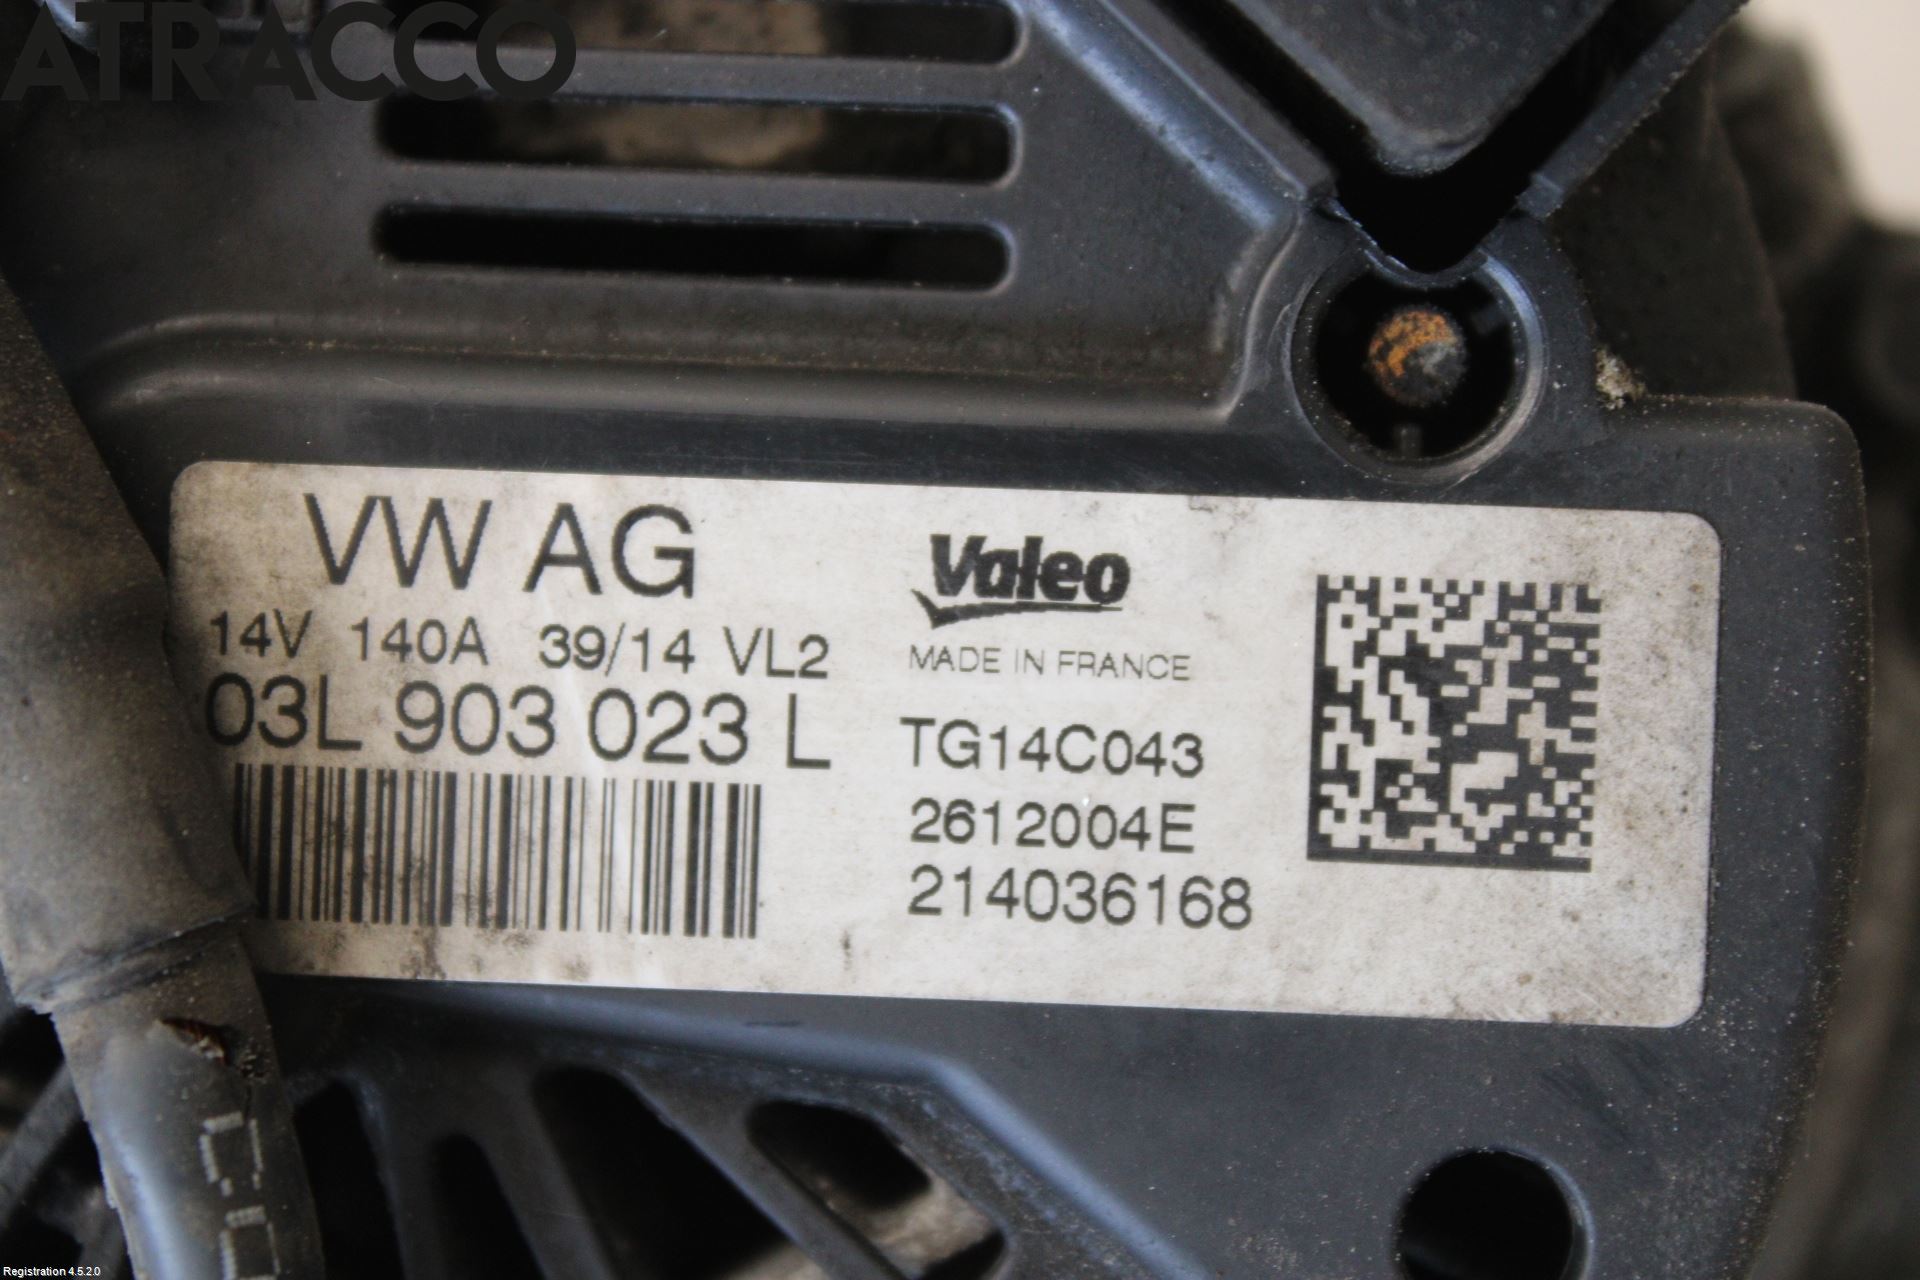 ATRACCO
VW AG
14V 140A 39/14 VL2
03L 903 023 L
Valeo
MADE IN FRANCE
TG14C043
2612004E
214036168
Registration 4.5.2.0